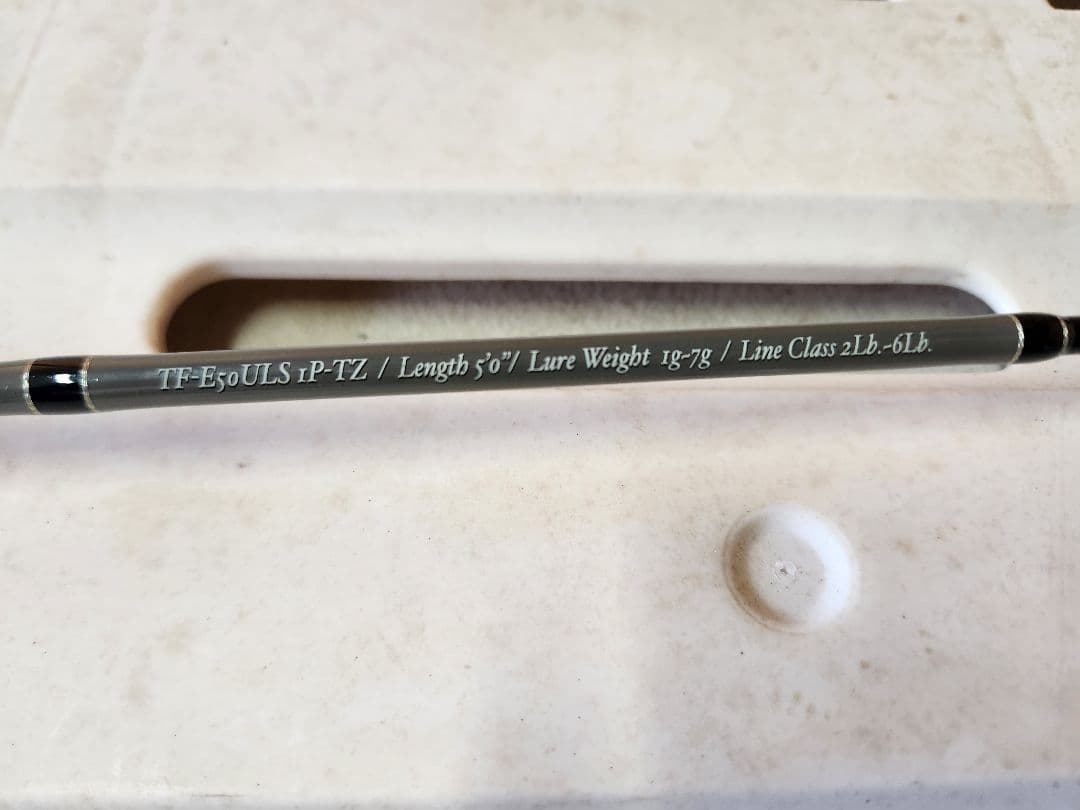 TF-E50ULS 1P-TZ / Length 5'0"/ Lure Weight 1g-7g / Line Class 2Lb.-6Lb.